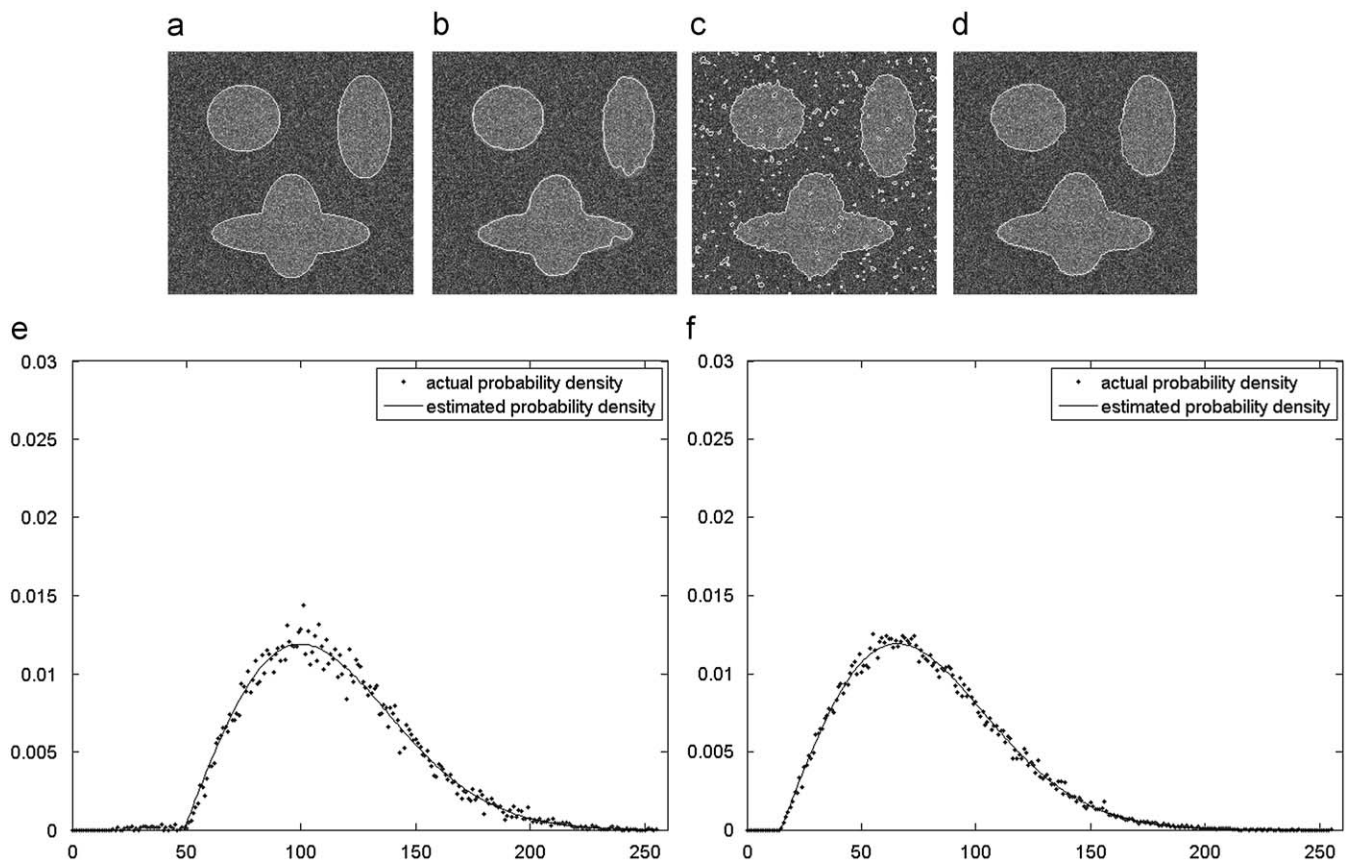 a b c d
e f
0.03 0.03
actual probability density actual probability density
estimated probability density estimated probability density
0.025 0.025
0.02 0.02
0.015 0.015
0.01 0.01
0.005 0.005
0 0
0 50 100 150 200 250 0 50 100 150 200 250